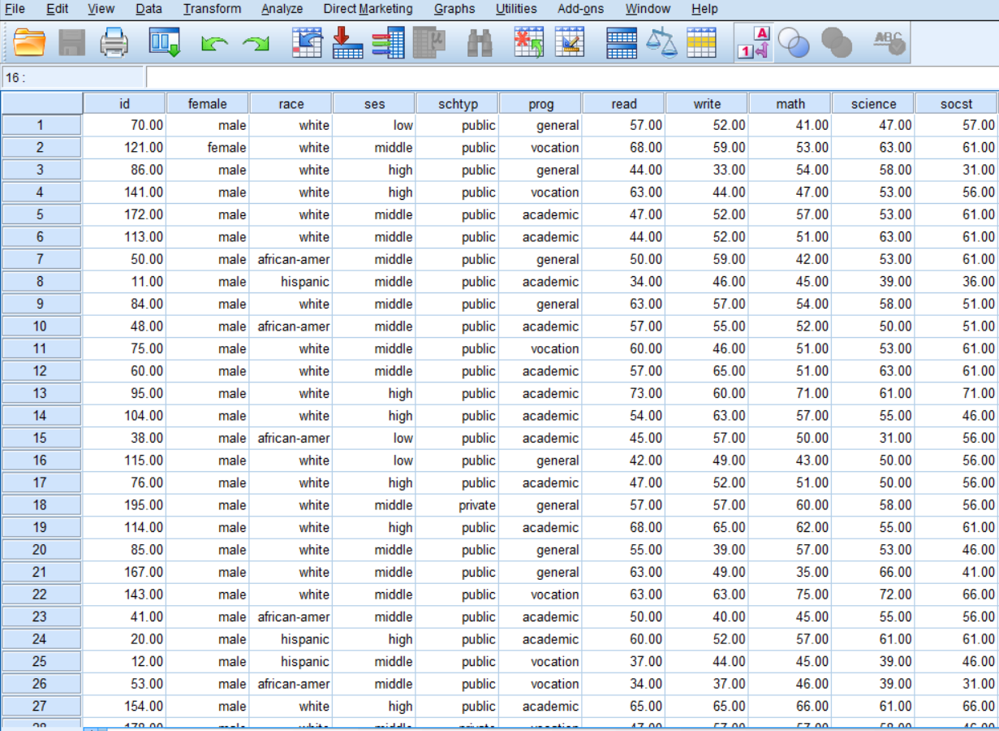 File Edit View Data Transform Analyze Direct Marketing Graphs Utilities Add-ons Window Help
A
1 a
ABC
μ
16 :
id female race ses schtyp prog read write math science socst
1 70.00 male white low public general 57.00 52.00 41.00 47.00 57.00
2 121.00 female white middle public vocation 68.00 59.00 53.00 63.00 61.00
3 86.00 male white high public general 44.00 33.00 54.00 58.00 31.00
4 141.00 male white high public vocation 63.00 44.00 47.00 53.00 56.00
5 172.00 male white middle public academic 47.00 52.00 57.00 53.00 61.00
6 113.00 male white middle public academic 44.00 52.00 51.00 63.00 61.00
7 50.00 male african-amer middle public general 50.00 59.00 42.00 53.00 61.00
8 11.00 male hispanic middle public academic 34.00 46.00 45.00 39.00 36.00
9 84.00 male white middle public general 63.00 57.00 54.00 58.00 51.00
10 48.00 male african-amer middle public academic 57.00 55.00 52.00 50.00 51.00
11 75.00 male white middle public vocation 60.00 46.00 51.00 53.00 61.00
12 60.00 male white middle public academic 57.00 65.00 51.00 63.00 61.00
13 95.00 male white high public academic 73.00 60.00 71.00 61.00 71.00
14 104.00 male white high public academic 54.00 63.00 57.00 55.00 46.00
15 38.00 male african-amer low public academic 45.00 57.00 50.00 31.00 56.00
16 115.00 male white low public general 42.00 49.00 43.00 50.00 56.00
17 76.00 male white high public academic 47.00 52.00 51.00 50.00 56.00
18 195.00 male white middle private general 57.00 57.00 60.00 58.00 56.00
19 114.00 male white high public academic 68.00 65.00 62.00 55.00 61.00
20 85.00 male white middle public general 55.00 39.00 57.00 53.00 46.00
21 167.00 male white middle public general 63.00 49.00 35.00 66.00 41.00
22 143.00 male white middle public vocation 63.00 63.00 75.00 72.00 66.00
23 41.00 male african-amer middle public academic 50.00 40.00 45.00 55.00 56.00
24 20.00 male hispanic high public academic 60.00 52.00 57.00 61.00 61.00
25 12.00 male hispanic middle public vocation 37.00 44.00 45.00 39.00 46.00
26 53.00 male african-amer middle public vocation 34.00 37.00 46.00 39.00 31.00
27 154.00 male white high public academic 65.00 65.00 66.00 61.00 66.00
28 178.00 male white middle private vocation 47.00 57.00 57.00 58.00 46.00